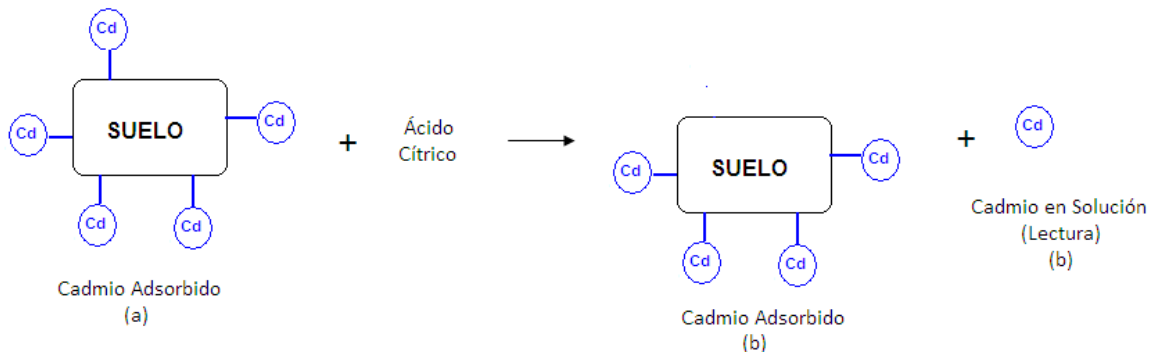 Cd
Cd
SUELO
Cd
Cd
Cd
Cadmio Adsorbido
(a)
+
Ácido
Cítrico
Cd
SUELO
Cd
Cd
Cd
Cadmio Adsorbido
(b)
+
Cd
Cadmio en Solución
(Lectura)
(b)